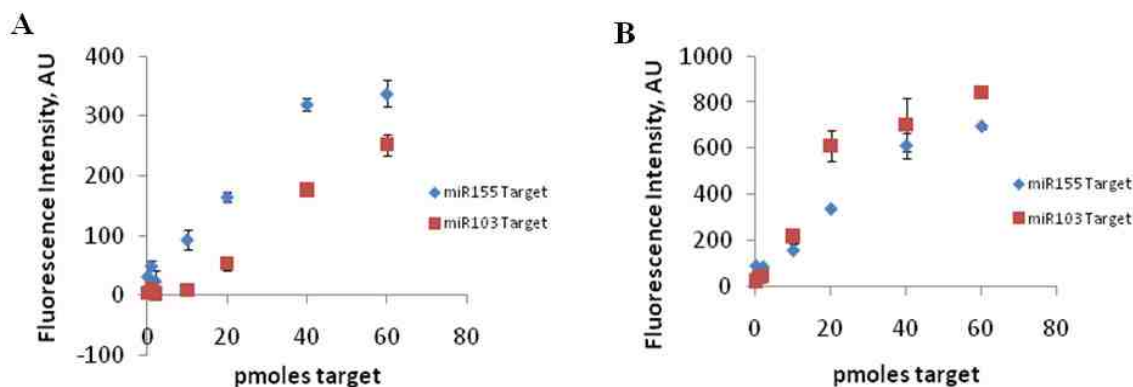 A
Fluorescence Intensity, AU
400
300
200
100
0
-100
0 20 40 60 80
pmoles target
miR155 Target
miR103 Target
B
Fluorescence Intensity, AU
1000
800
600
400
200
0
0 20 40 60 80
pmoles target
miR155 Target
miR103 Target